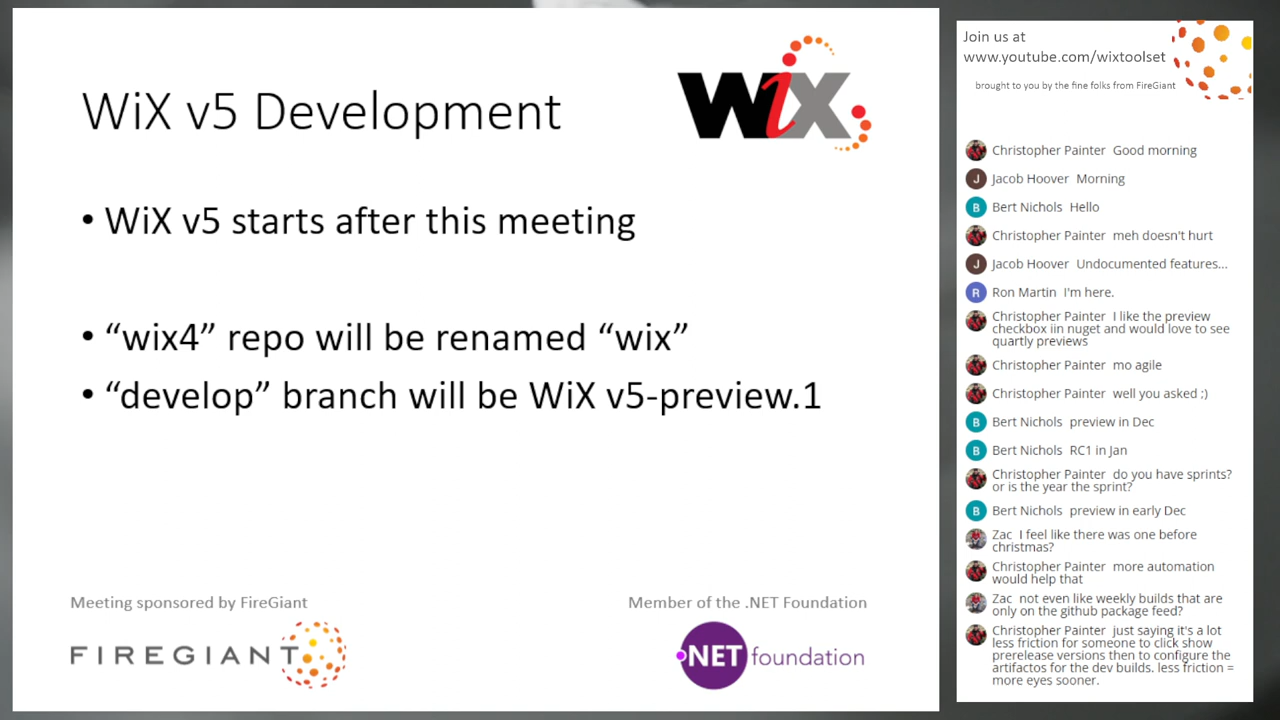 WiX v5 Development
WiX
• WiX v5 starts after this meeting
• “wix4” repo will be renamed “wix”
• “develop” branch will be WiX v5-preview.1
Meeting sponsored by FireGiant
FIREGIANT
Member of the .NET Foundation
.NET foundation
Join us at
www.youtube.com/wixtoolset
brought to you by the fine folks from FireGiant
Christopher Painter Good morning
J Jacob Hoover Morning
B Bert Nichols Hello
Christopher Painter meh doesn't hurt
J Jacob Hoover Undocumented features...
R Ron Martin I'm here.
Christopher Painter I like the preview
checkbox iin nuget and would love to see
quartly previews
Christopher Painter mo agile
Christopher Painter well you asked ;)
B Bert Nichols preview in Dec
B Bert Nichols RC1 in Jan
Christopher Painter do you have sprints?
or is the year the sprint?
B Bert Nichols preview in early Dec
Zac I feel like there was one before
christmas?
Christopher Painter more automation
would help that
Zac not even like weekly builds that are
only on the github package feed?
Christopher Painter just saying it's a lot
less friction for someone to click show
prerelease versions then to configure the
artifactos for the dev builds. less friction =
more eyes sooner.